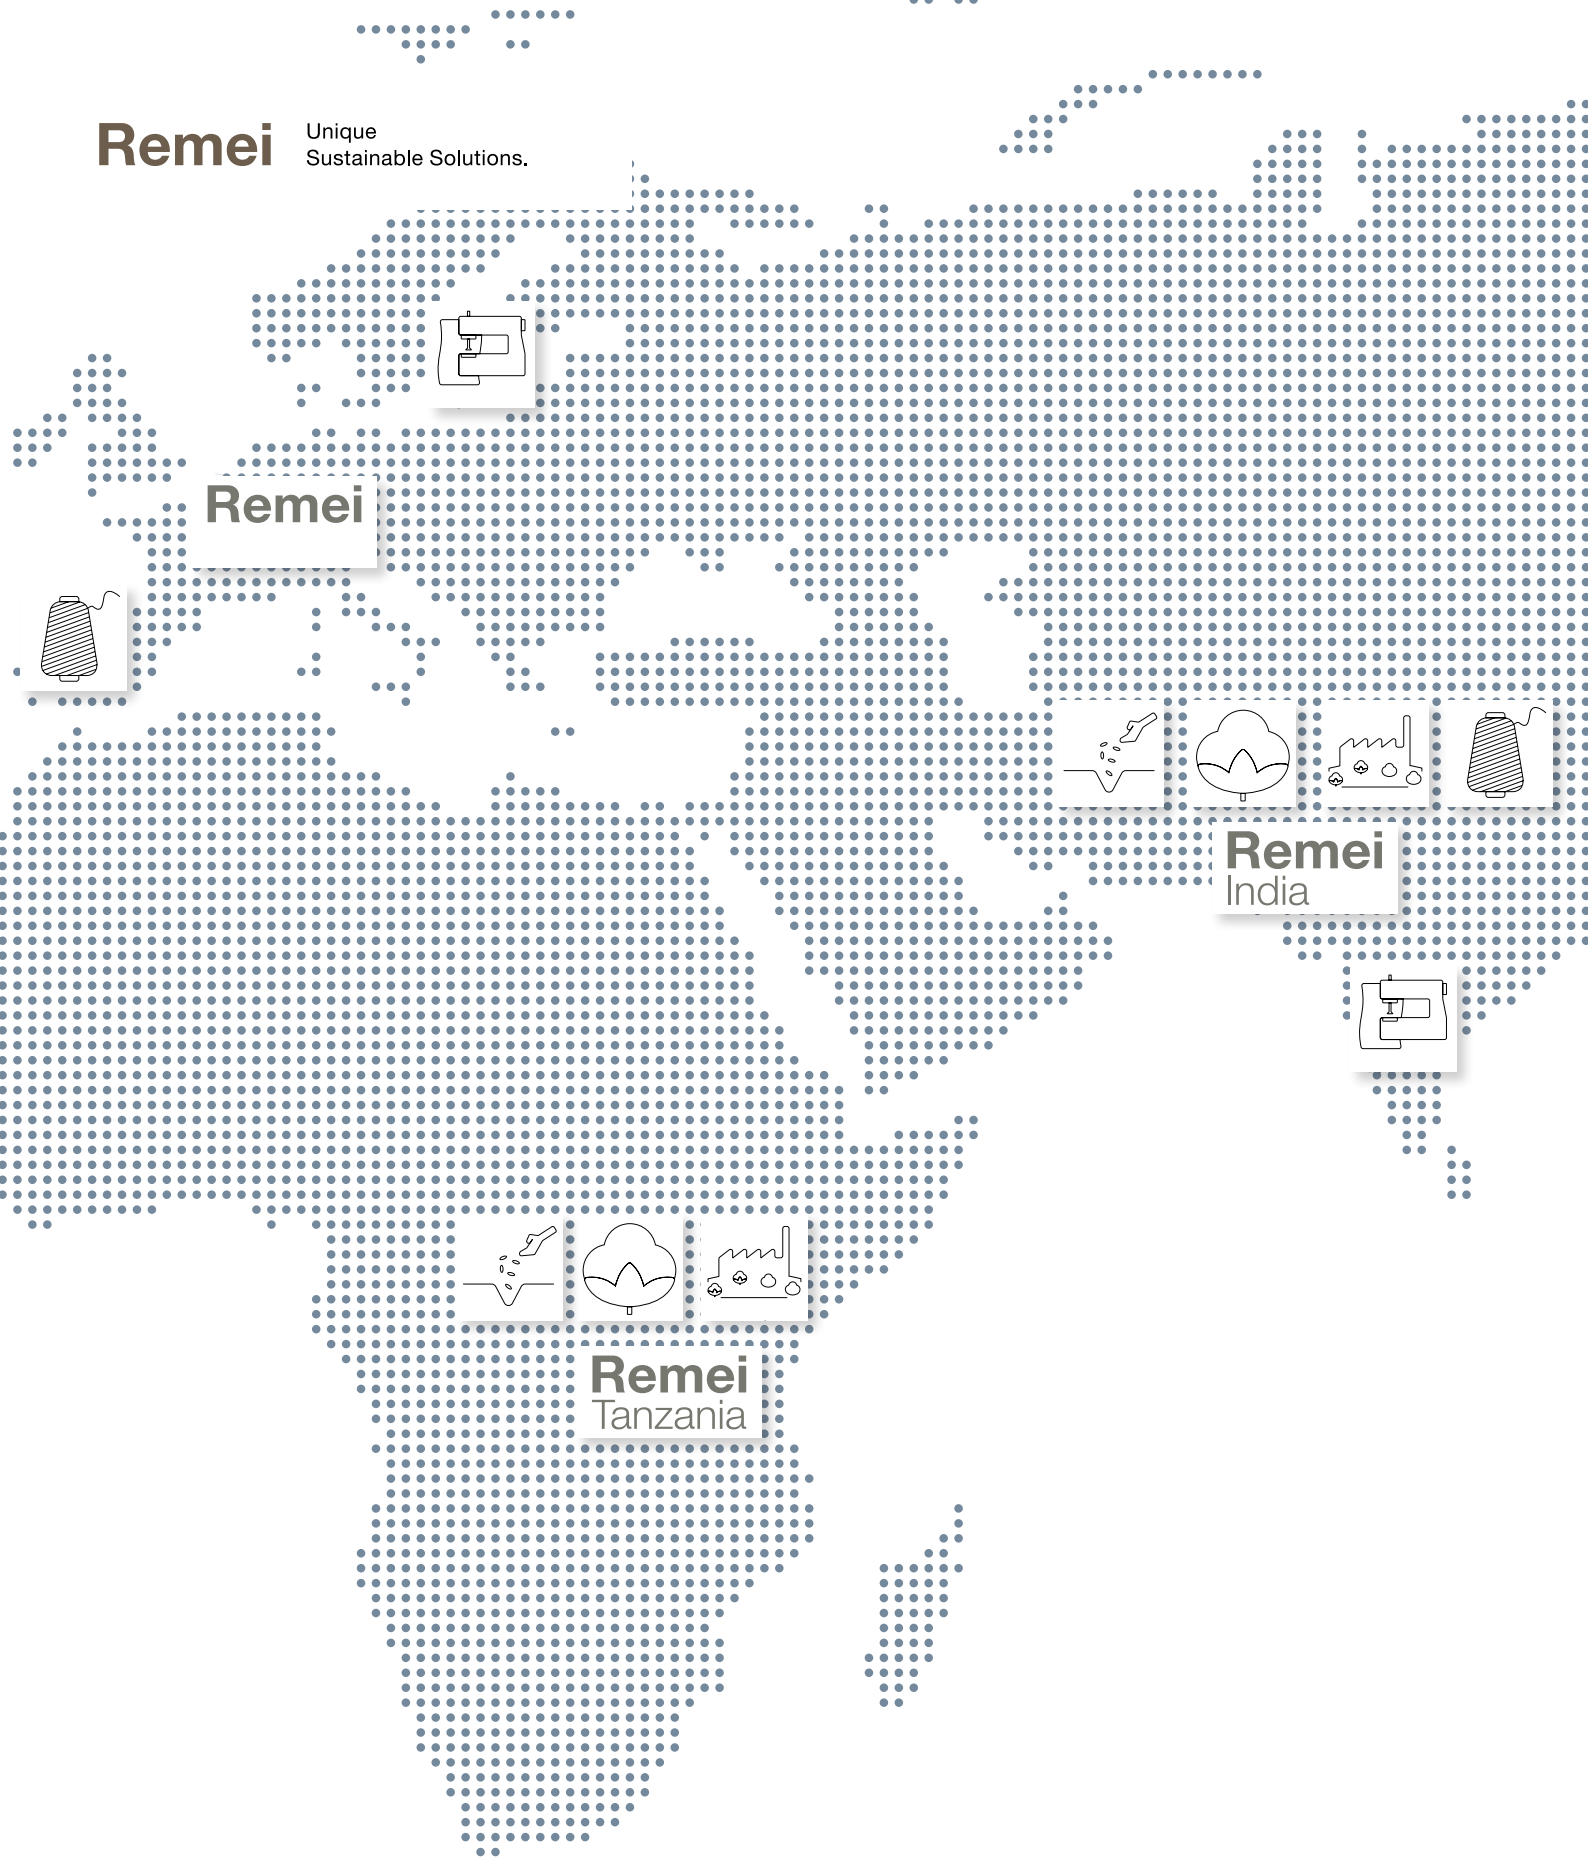 Remei
Unique
Sustainable Solutions.
Remei
Remei
India
Remei
Tanzania